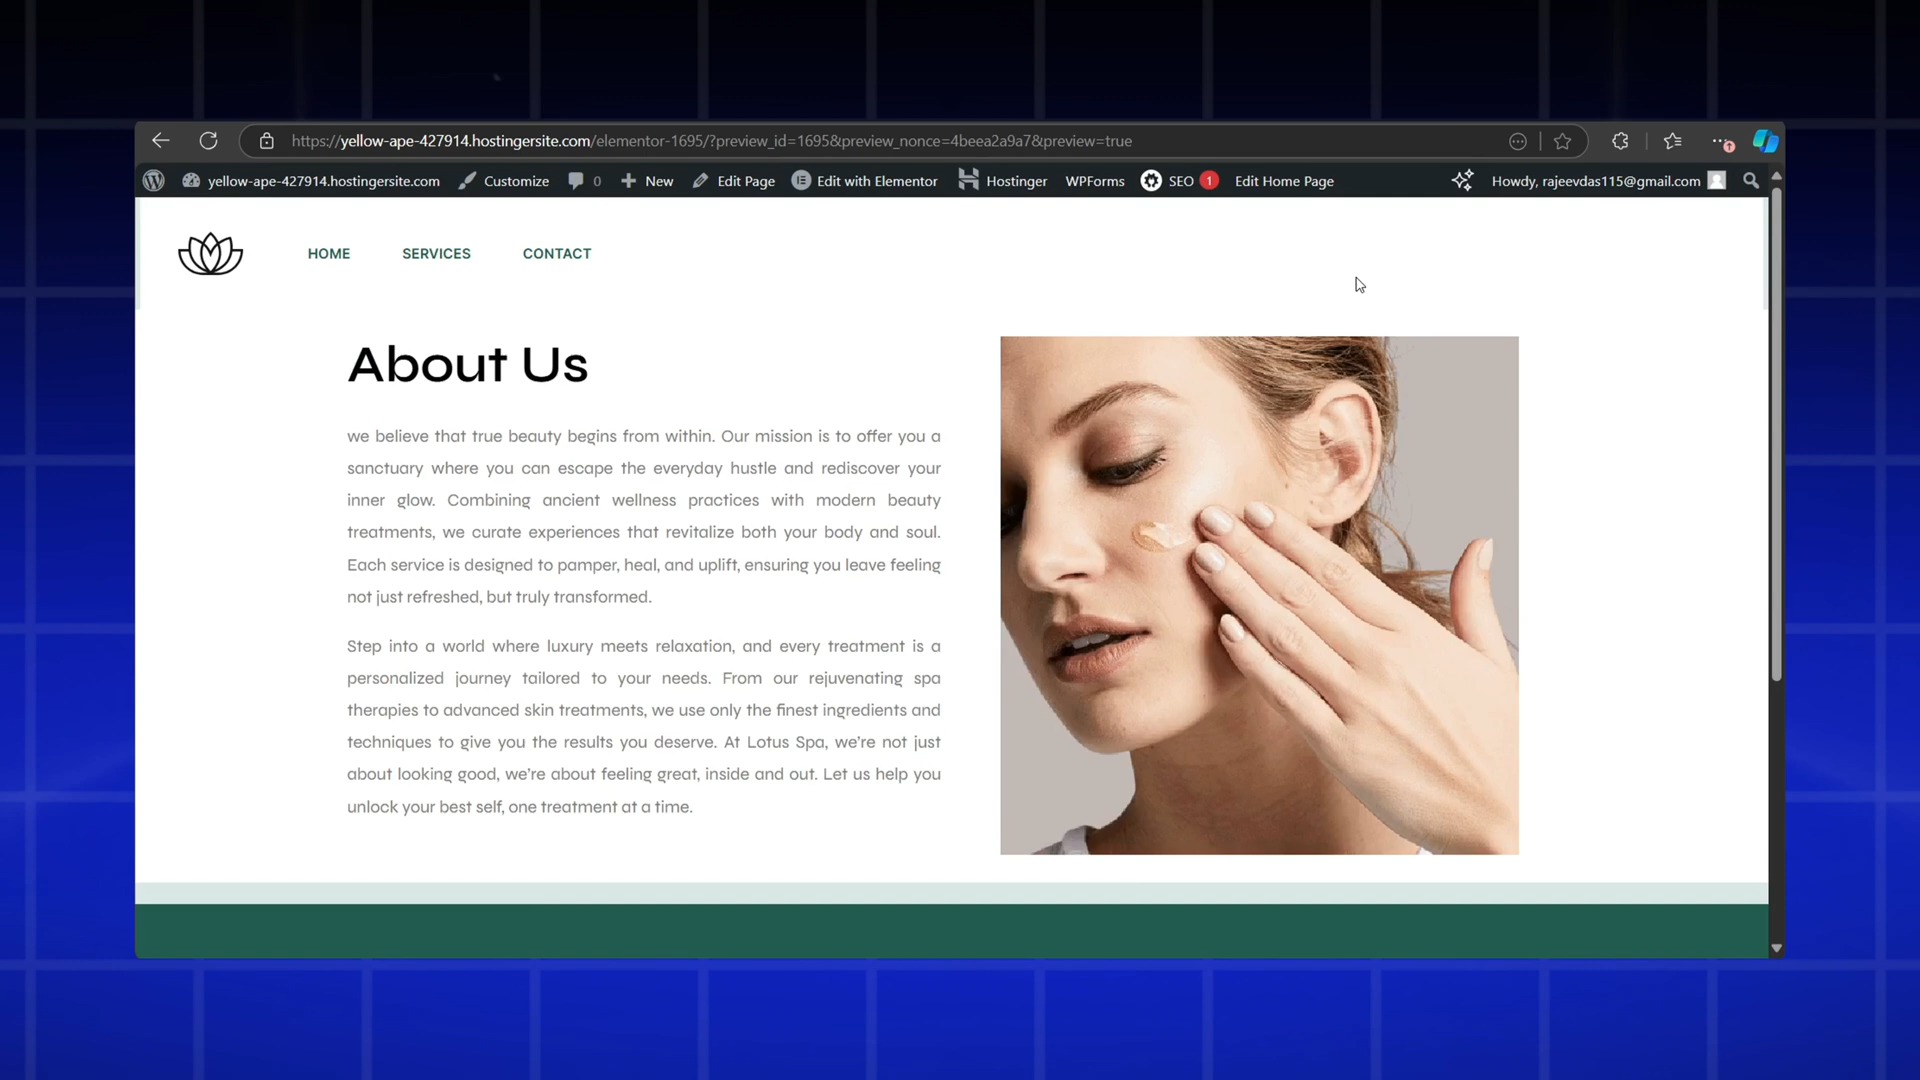 https://yellow-ape-427914.hostingersite.com/elementor-1695/?preview_id=1695&preview_nonce=4beea2a9a7&preview=true
yellow-ape-427914.hostingersite.com Customize 0 New Edit Page Edit with Elementor Hostinger WPForms SEO 1 Edit Home Page Howdy, rajeevdas115@gmail.com
HOME SERVICES CONTACT
About Us
we believe that true beauty begins from within. Our mission is to offer you a
sanctuary where you can escape the everyday hustle and rediscover your
inner glow. Combining ancient wellness practices with modern beauty
treatments, we curate experiences that revitalize both your body and soul.
Each service is designed to pamper, heal, and uplift, ensuring you leave feeling
not just refreshed, but truly transformed.
Step into a world where luxury meets relaxation, and every treatment is a
personalized journey tailored to your needs. From our rejuvenating spa
therapies to advanced skin treatments, we use only the finest ingredients and
techniques to give you the results you deserve. At Lotus Spa, we're not just
about looking good, we're about feeling great, inside and out. Let us help you
unlock your best self, one treatment at a time.